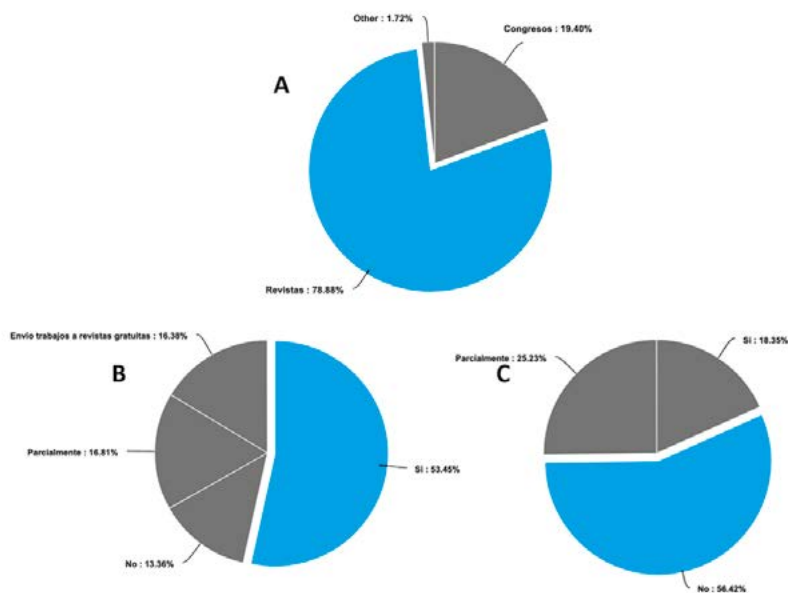 Other : 1.72%
Congresos : 19.40%
A
Revistas : 78.88%
Envio trabajos a revistas gratuitas : 16.38%
B
Parcialmente : 16.81%
Si : 53.45%
No : 13.36%
Si : 18.35%
Parcialmente : 25.23%
C
No : 56.42%